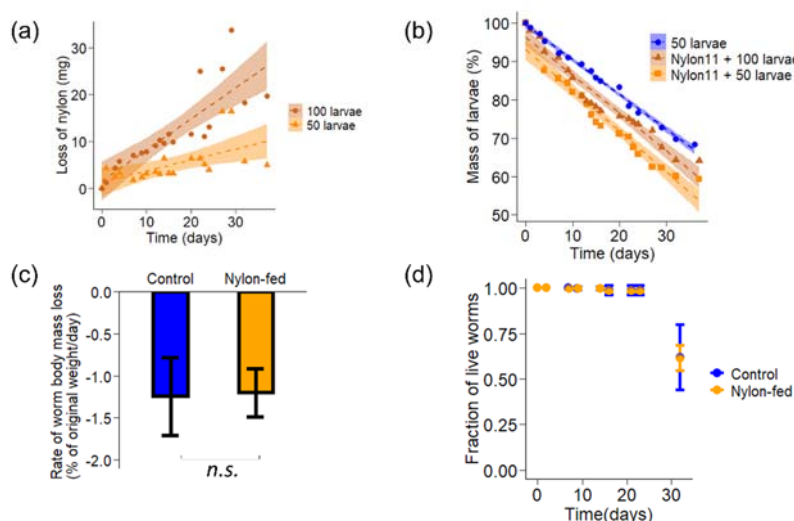 (a)
Loss of nylon (mg)
30
20
10
0
0 10 20 30
Time (days)
100 larvae
50 larvae
(b)
Mass of larvae (%)
100
90
80
70
60
50
0 10 20 30
Time (days)
50 larvae
Nylon11 + 100 larvae
Nylon11 + 50 larvae
(c)
Control Nylon-fed
Rate of worm body mass loss
(% of original weight/day)
0.0
-0.5
-1.0
-1.5
-2.0
n.s.
(d)
Fraction of live worms
1.00
0.75
0.50
0.25
0.00
0 10 20 30
Time(days)
Control
Nylon-fed